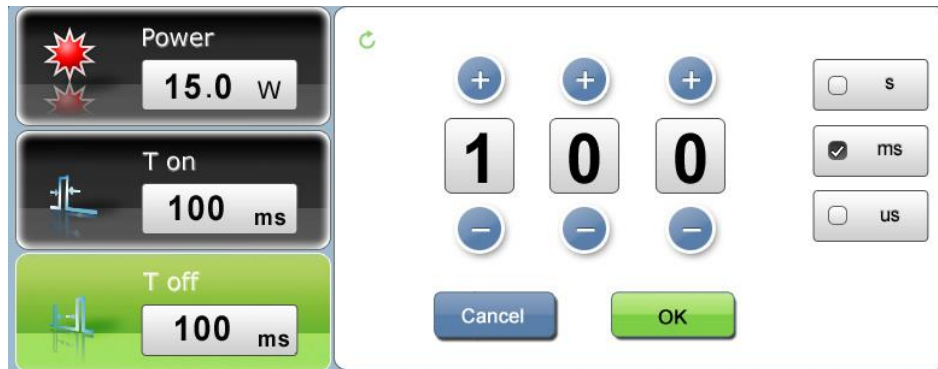 Power
15.0 W
T on
100 ms
T off
100 ms
+ + +
1 0 0
- - -
s
ms
us
Cancel
OK